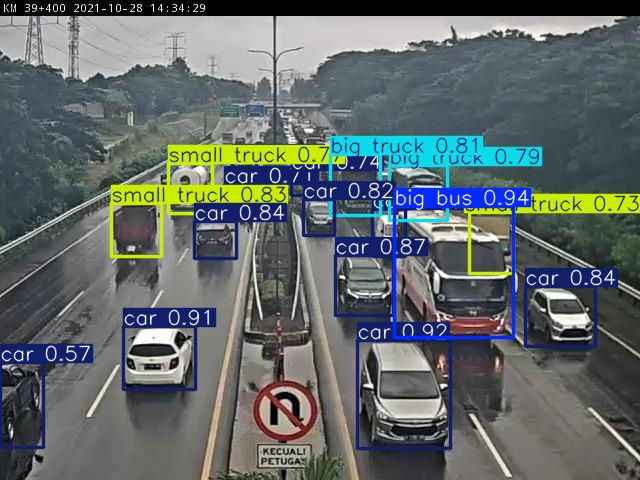 KM 39+400 2021-10-28 14:34:29
big truck 0.81
big truck 0.79
small truck 0.7
car 0.74
car 0.71
small truck 0.83
car 0.82
big bus 0.94
small truck 0.73
car 0.84
car 0.87
car 0.84
car 0.91
car 0.92
car 0.57
KECUALI
PETUGAS